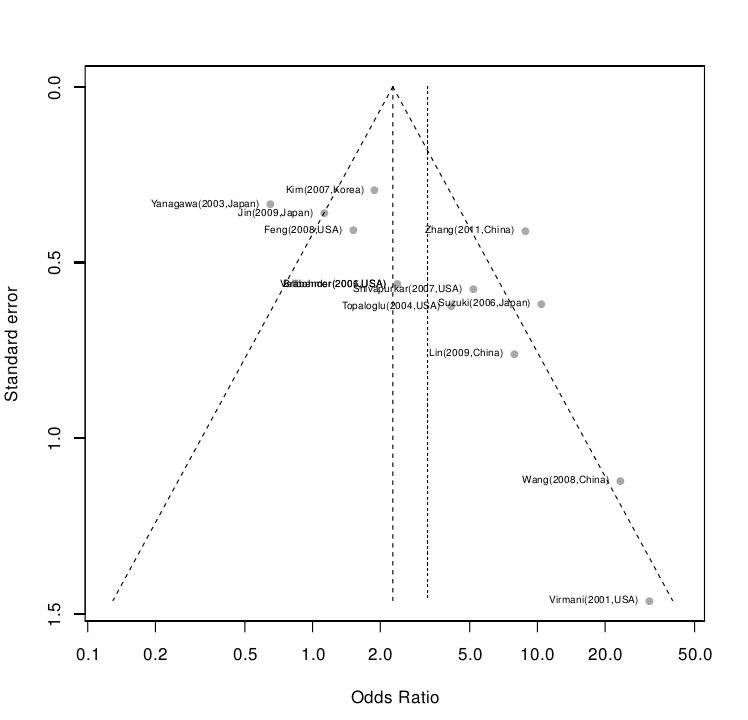 0.0
Kim(2007,Korea)
Yanagawa(2003,Japan)
Jin(2009,Japan)
Feng(2008,USA)
Zhang(2011,China)
0.5
Shivapurkar(2007,USA)
Topaloglu(2004,USA)
Suzuki(2006,Japan)
Lin(2009,China)
Standard error
1.0
Wang(2008,China)
Virmani(2001,USA)
1.5
0.1 0.2 0.5 1.0 2.0 5.0 10.0 20.0 50.0
Odds Ratio